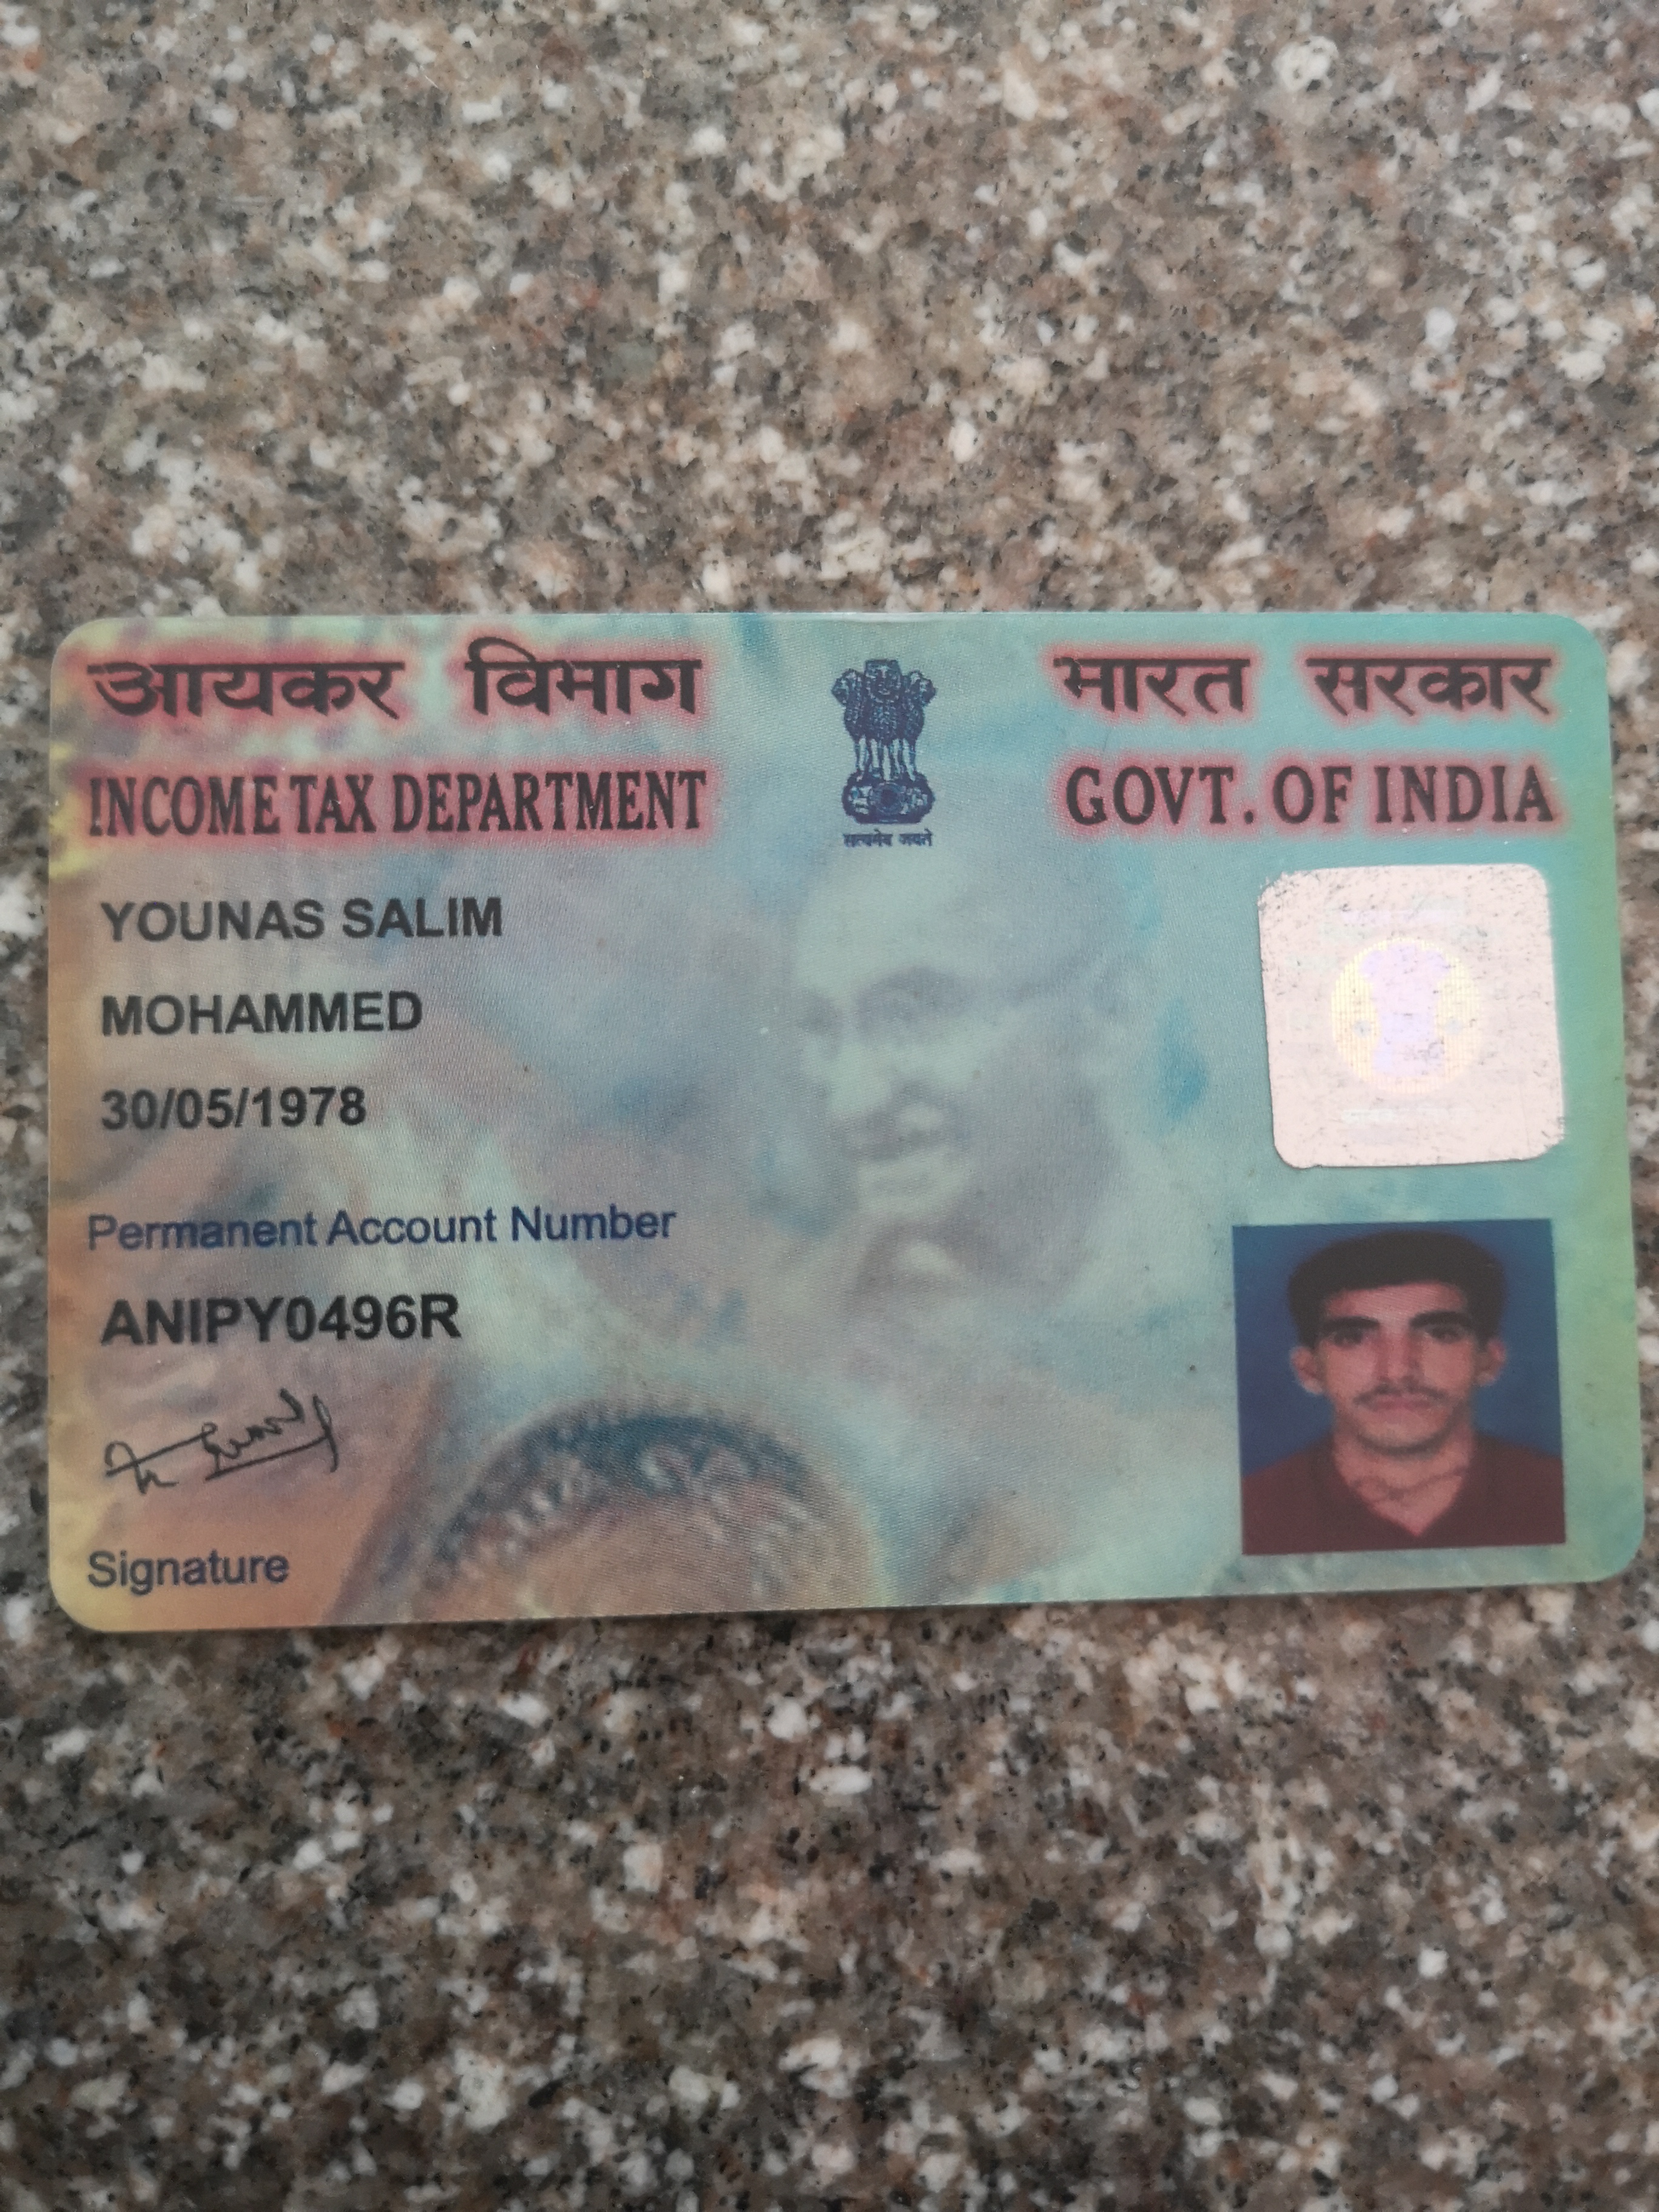 आयकर विभाग
INCOME TAX DEPARTMENT
सत्यमेव जयते
भारत सरकार
GOVT. OF INDIA
YOUNAS SALIM
MOHAMMED
30/05/1978
Permanent Account Number
ANIPY0496R
Signature